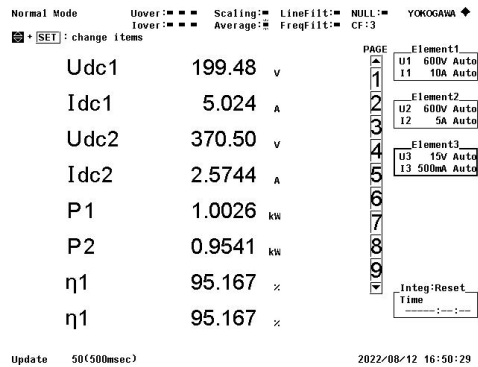 Normal Mode Uover: Scaling: LineFilt: NULL: YOKOGAWA
Iover: Average: FreqFilt: CF:3
+ SET : change items
PAGE
Udc1 199.48 V
Idc1 5.024 A
Udc2 370.50 V
Idc2 2.5744 A
P1 1.0026 kW
P2 0.9541 kW
η1 95.167 %
η1 95.167 %
1
2
3
4
5
6
7
8
9
Element1
U1 600V Auto
I1 10A Auto
Element2
U2 600V Auto
I2 5A Auto
Element3
U3 15V Auto
I3 500mA Auto
Integ:Reset
Time
-----:--:--
Update 50(500msec) 2022/08/12 16:50:29